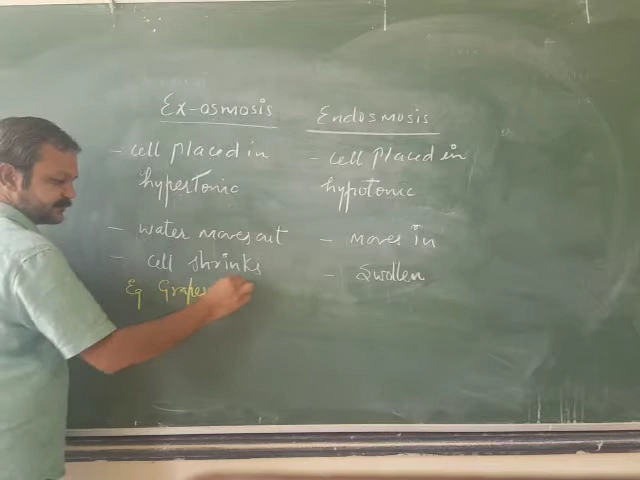 Ex-osmosis
- cell placed in
hypertonic
- water moves out
- cell shrinks
Eg Grapes
Endosmosis
- cell placed in
hypotonic
- moves in
- Swollen